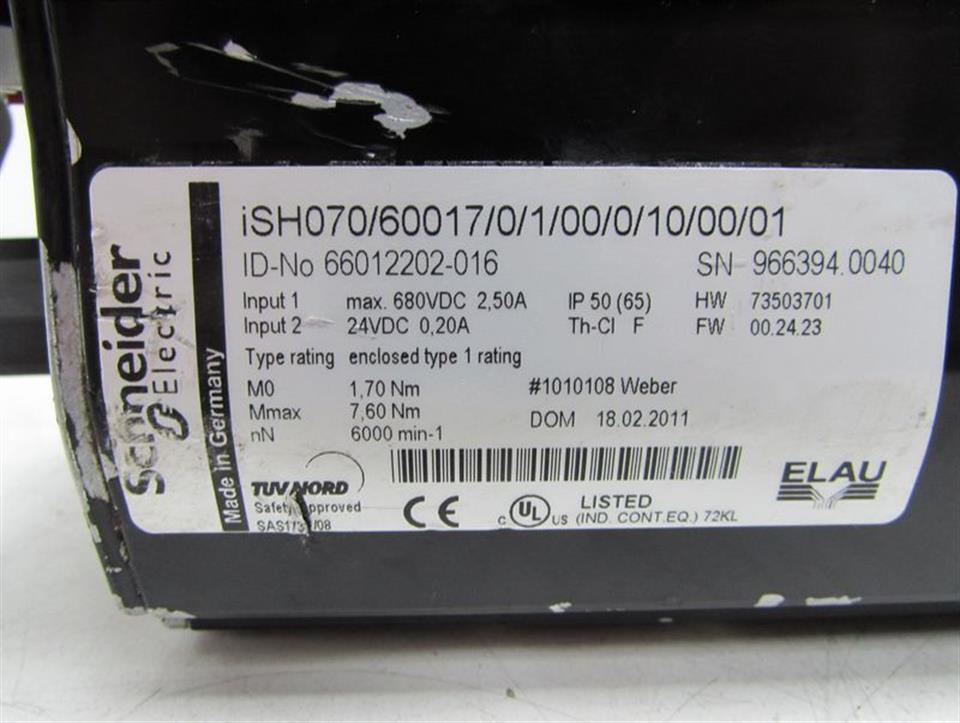 Schneider
Electric
Made in Germany
iSH070/60017/0/1/00/0/10/00/01
ID-No 66012202-016 SN 966394.0040
Input 1 max. 680VDC 2,50A IP 50 (65) HW 73503701
Input 2 24VDC 0,20A Th-Cl F FW 00.24.23
Type rating enclosed type 1 rating
M0 1,70 Nm #1010108 Weber
Mmax 7,60 Nm DOM 18.02.2011
nN 6000 min-1
TUV NORD
Safety approved
CE
C UL US LISTED
(IND. CONT.EQ.) 72KL
ELAU